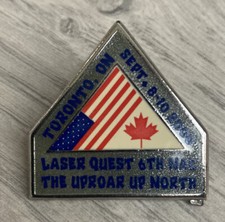 TORONTO, ON
SEPT. 8-10
LASER QUEST 6TH
THE UPROAR UP NORTH